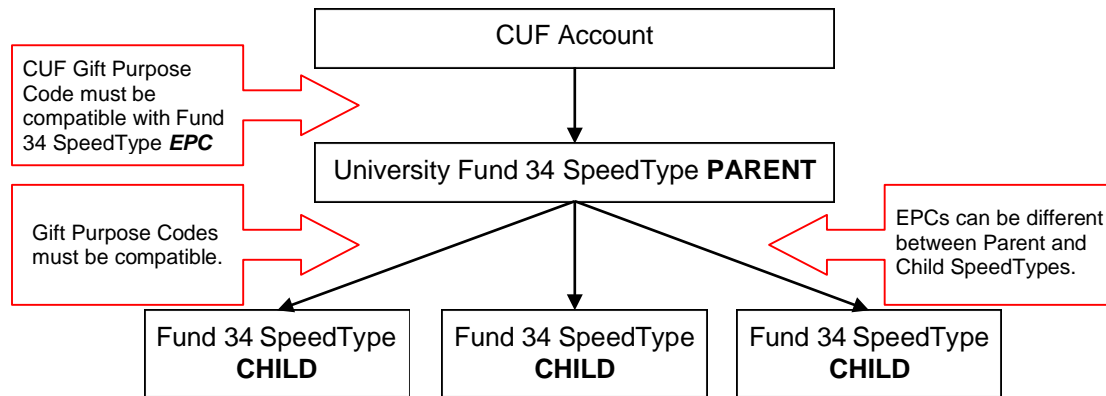 CUF Account
CUF Gift Purpose
Code must be
compatible with Fund
34 SpeedType EPC
University Fund 34 SpeedType PARENT
Gift Purpose Codes
must be compatible.
EPCs can be different
between Parent and
Child SpeedTypes.
Fund 34 SpeedType
CHILD
Fund 34 SpeedType
CHILD
Fund 34 SpeedType
CHILD